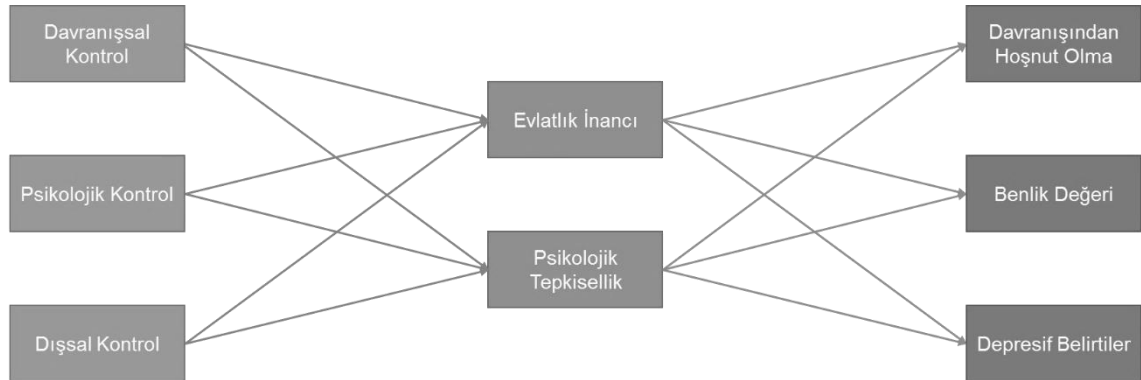 Davranışsal
Kontrol
Psikolojik Kontrol
Dışsal Kontrol
Evlatlık İnancı
Psikolojik
Tepkisellik
Davranışından
Hoşnut Olma
Benlik Değeri
Depresif Belirtiler